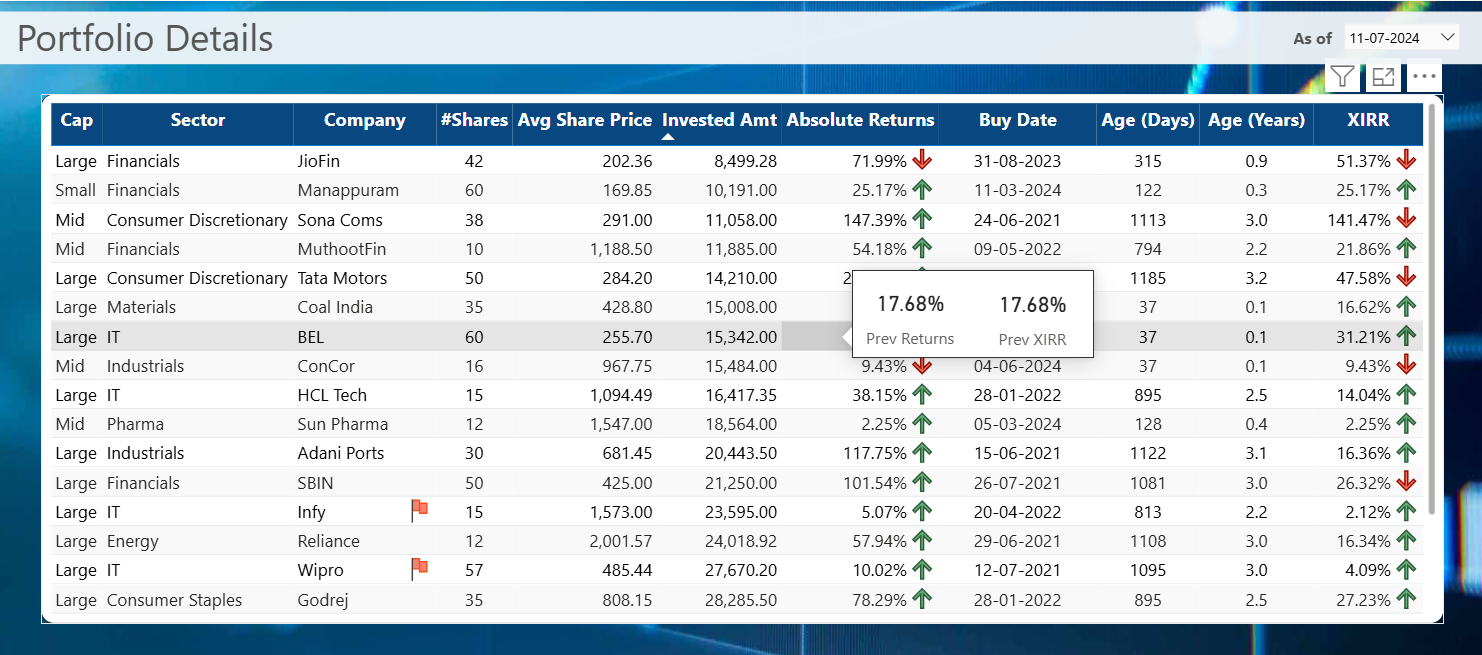 Portfolio Details
As of 11-07-2024
Cap Sector Company #Shares Avg Share Price Invested Amt Absolute Returns Buy Date Age (Days) Age (Years) XIRR
Large Financials JioFin 42 202.36 8,499.28 71.99% 31-08-2023 315 0.9 51.37%
Small Financials Manappuram 60 169.85 10,191.00 25.17% 11-03-2024 122 0.3 25.17%
Mid Consumer Discretionary Sona Coms 38 291.00 11,058.00 147.39% 24-06-2021 1113 3.0 141.47%
Mid Financials MuthootFin 10 1,188.50 11,885.00 54.18% 09-05-2022 794 2.2 21.86%
Large Consumer Discretionary Tata Motors 50 284.20 14,210.00 1185 3.2 47.58%
Large Materials Coal India 35 428.80 15,008.00 37 0.1 16.62%
17.68% 17.68%
Prev Returns Prev XIRR
Large IT BEL 60 255.70 15,342.00 37 0.1 31.21%
Mid Industrials ConCor 16 967.75 15,484.00 9.43% 04-06-2024 37 0.1 9.43%
Large IT HCL Tech 15 1,094.49 16,417.35 38.15% 28-01-2022 895 2.5 14.04%
Mid Pharma Sun Pharma 12 1,547.00 18,564.00 2.25% 05-03-2024 128 0.4 2.25%
Large Industrials Adani Ports 30 681.45 20,443.50 117.75% 15-06-2021 1122 3.1 16.36%
Large Financials SBIN 50 425.00 21,250.00 101.54% 26-07-2021 1081 3.0 26.32%
Large IT Infy 15 1,573.00 23,595.00 5.07% 20-04-2022 813 2.2 2.12%
Large Energy Reliance 12 2,001.57 24,018.92 57.94% 29-06-2021 1108 3.0 16.34%
Large IT Wipro 57 485.44 27,670.20 10.02% 12-07-2021 1095 3.0 4.09%
Large Consumer Staples Godrej 35 808.15 28,285.50 78.29% 28-01-2022 895 2.5 27.23%